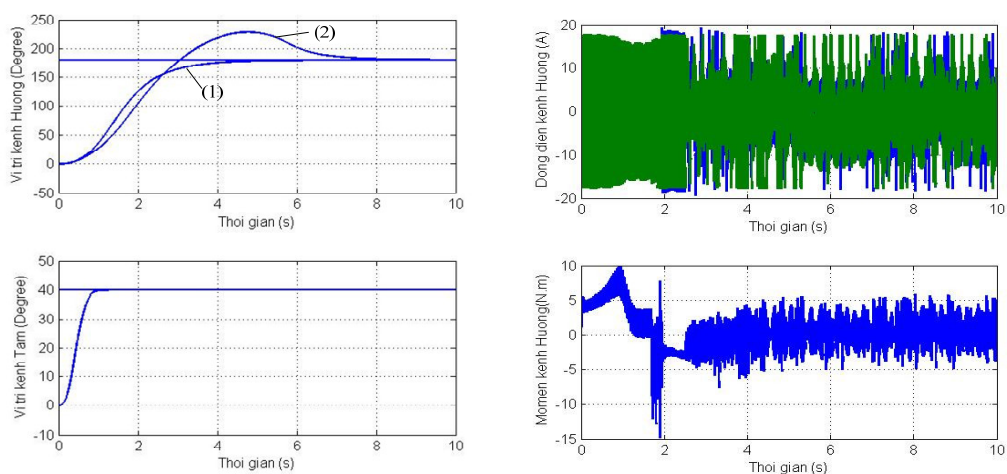 250
200
150
100
50
0
-50
0 2 4 6 8 10
Vi tri kenh Huong (Degree)
Thoi gian (s)
(2)
(1)
20
10
0
-10
-20
0 2 4 6 8 10
Dong dien kenh Huong (A)
Thoi gian (s)
50
40
30
20
10
0
-10
0 2 4 6 8 10
Vi tri kenh Tam (Degree)
Thoi gian (s)
10
5
0
-5
-10
-15
0 2 4 6 8 10
Momen kenh Huong(N.m)
Thoi gian (s)